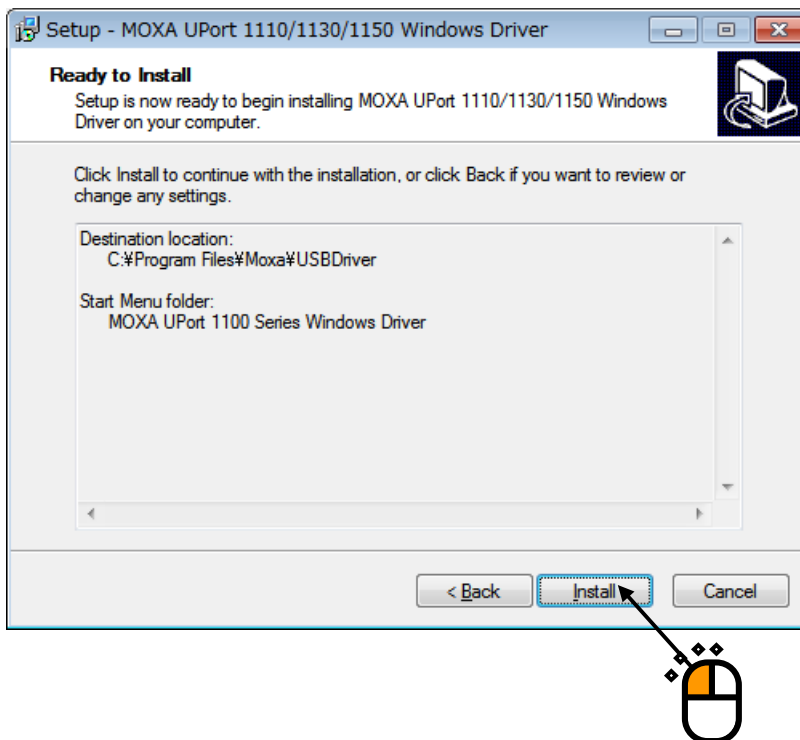 Setup - MOXA UPort 1110/1130/1150 Windows Driver
Ready to Install
Setup is now ready to begin installing MOXA UPort 1110/1130/1150 Windows
Driver on your computer.
Click Install to continue with the installation, or click Back if you want to review or
change any settings.
Destination location:
C:¥Program Files¥Moxa¥USBDriver
Start Menu folder:
MOXA UPort 1100 Series Windows Driver
< Back
Install
Cancel